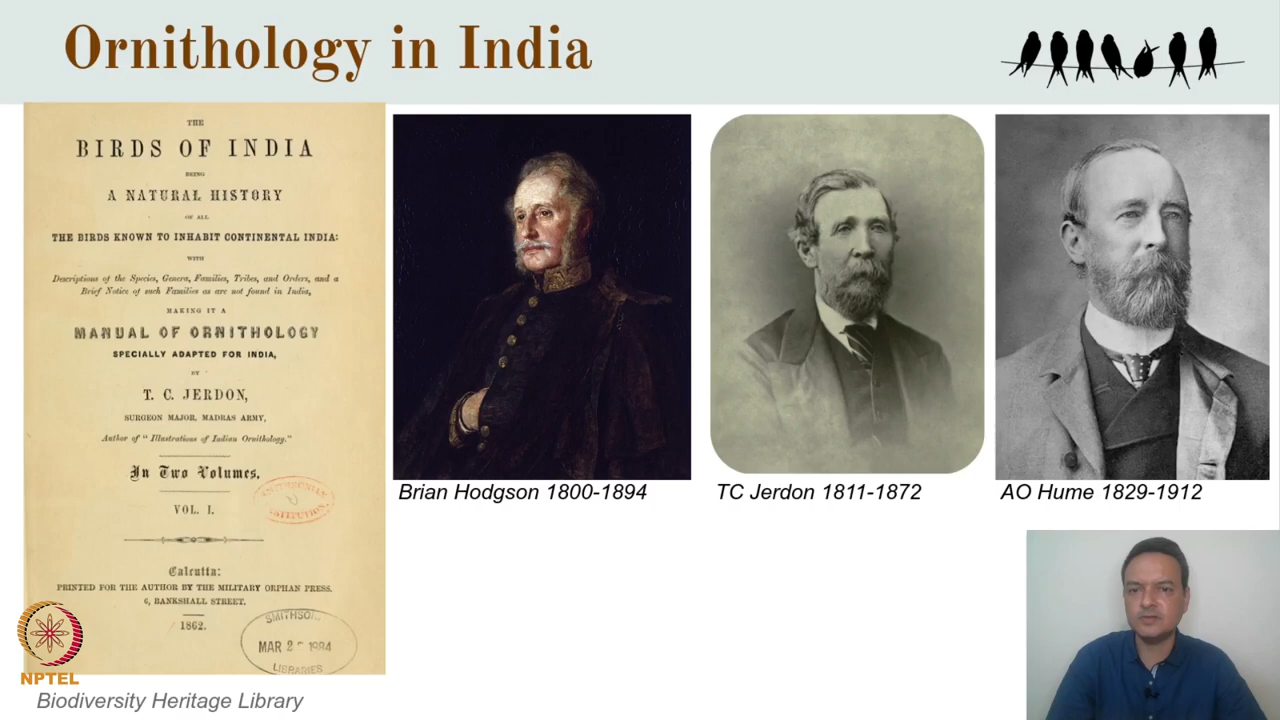 Ornithology in India
THE
BIRDS OF INDIA
BEING
A NATURAL HISTORY
OF ALL
THE BIRDS KNOWN TO INHABIT CONTINENTAL INDIA:
WITH
Descriptions of the Species, Genera, Families, Tribes, and Orders, and a
Brief Notice of such Families as are not found in India,
MAKING IT A
MANUAL OF ORNITHOLOGY
SPECIALLY ADAPTED FOR INDIA,
BY
T. C. JERDON,
SURGEON MAJOR, MADRAS ARMY,
Author of "Illustrations of Indian Ornithology."
In Two Volumes.
VOL. I.
Calcutta:
PRINTED FOR THE AUTHOR BY THE MILITARY ORPHAN PRESS.
6, BANKSHALL STREET.
1862.
MAR 2 1984
LIBRARIES
NPTEL
Biodiversity Heritage Library
Brian Hodgson 1800-1894
TC Jerdon 1811-1872
AO Hume 1829-1912